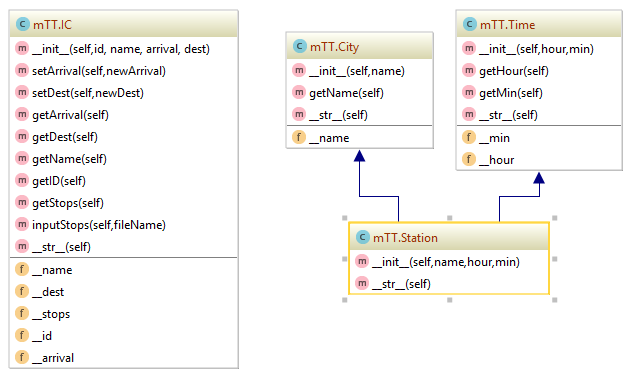 C mTT.IC
m __init__(self,id, name, arrival, dest)
m setArrival(self,newArrival)
m setDest(self,newDest)
m getArrival(self)
m getDest(self)
m getName(self)
m getID(self)
m getStops(self)
m inputStops(self,fileName)
m __str__(self)
f __name
f __dest
f __stops
f __id
f __arrival
C mTT.City
m __init__(self,name)
m getName(self)
m __str__(self)
f __name
C mTT.Time
m __init__(self,hour,min)
m getHour(self)
m getMin(self)
m __str__(self)
f __min
f __hour
C mTT.Station
m __init__(self,name,hour,min)
m __str__(self)